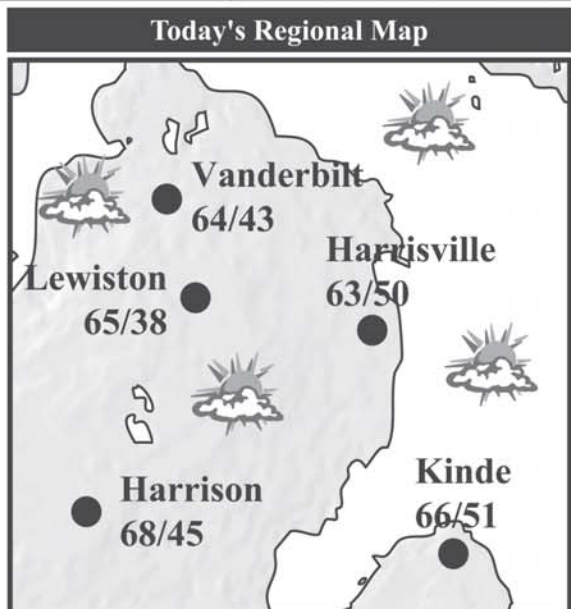 Today's Regional Map
Vanderbilt
64/43
Harrisville
63/50
Lewiston
65/38
Kinde
66/51
Harrison
68/45